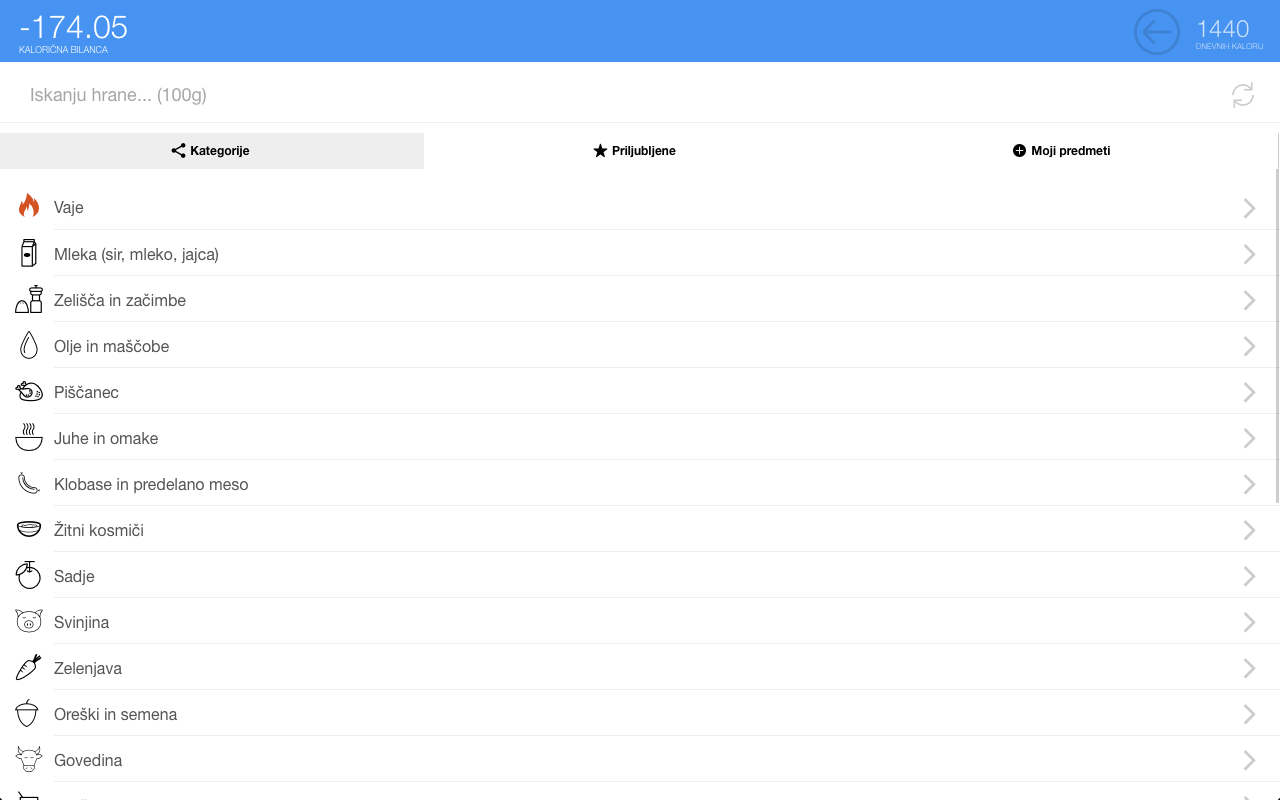 -174.05
KALORIČNA BILANCA
1440
DNEVNIH KALORIJ
Iskanju hrane... (100g)
Kategorije
Priljubljene
Moji predmeti
Vaje
Mleka (sir, mleko, jajca)
Zelišča in začimbe
Olje in maščobe
Piščanec
Juhe in omake
Klobase in predelano meso
Žitni kosmiči
Sadje
Svinjina
Zelenjava
Oreški in semena
Govedina